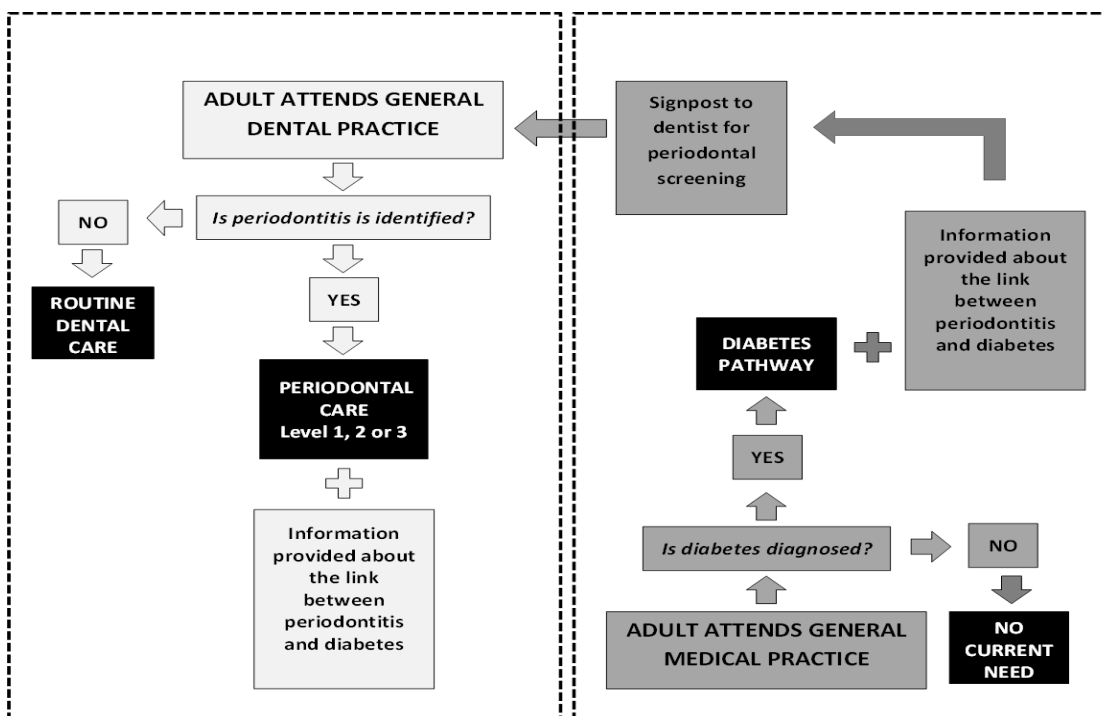 ADULT ATTENDS GENERAL
DENTAL PRACTICE
Is periodontitis is identified?
NO
ROUTINE
DENTAL
CARE
YES
PERIODONTAL
CARE
Level 1, 2 or 3
Information
provided about
the link
between
periodontitis
and diabetes
Signpost to
dentist for
periodontal
screening
Information
provided about
the link
between
periodontitis
and diabetes
DIABETES
PATHWAY
YES
Is diabetes diagnosed?
NO
ADULT ATTENDS GENERAL
MEDICAL PRACTICE
NO
CURRENT
NEED